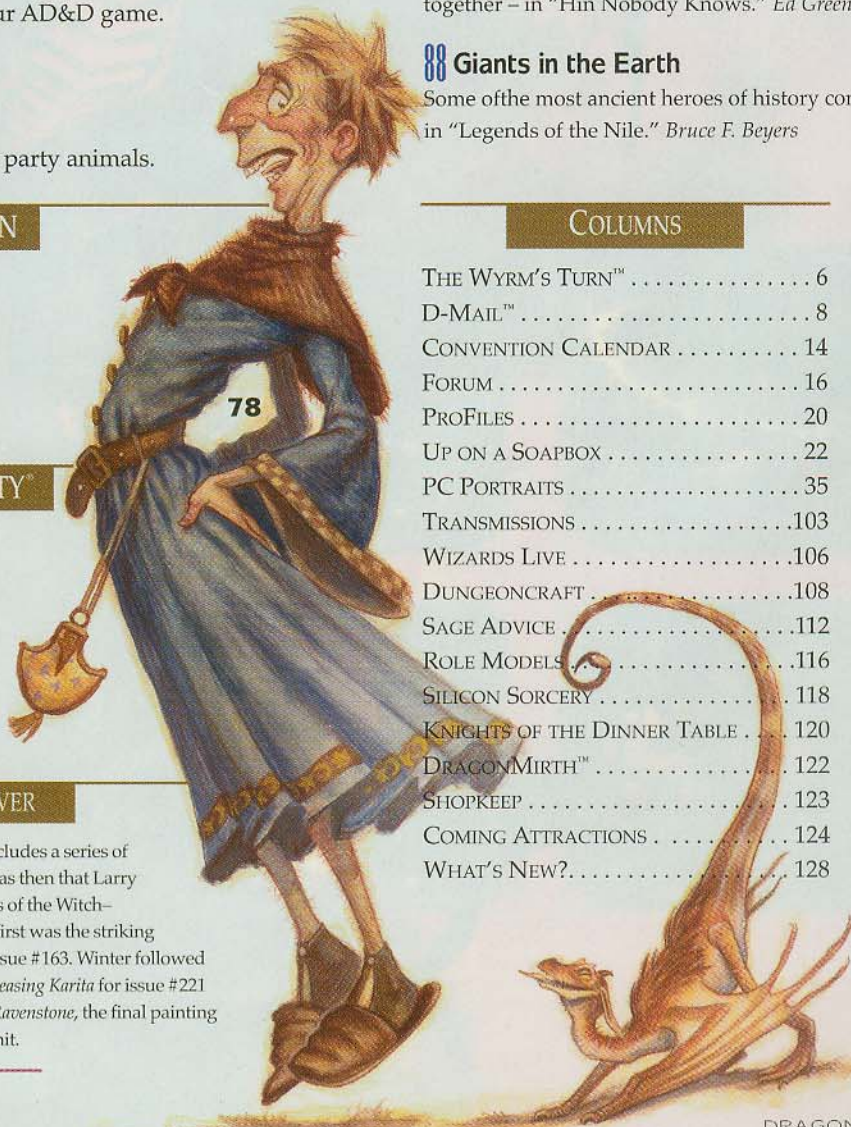 ur AD&D game.
party animals.
N
TY®
VER
cludes a series of
as then that Larry
s of the Witch–
irst was the striking
sue #163. Winter followed
easing Karita for issue #221
avenstone, the final painting
nit.
78
together – in "Hin Nobody Knows." Ed Green
88 Giants in the Earth
Some ofthe most ancient heroes of history co
in "Legends of the Nile." Bruce F. Beyers
COLUMNS
THE WYRM'S TURN™ . . . . . . . . . . . . . . . 6
D-MAIL™ . . . . . . . . . . . . . . . . . . . . . . . . 8
CONVENTION CALENDAR . . . . . . . . . . 14
FORUM . . . . . . . . . . . . . . . . . . . . . . . . . 16
PROFILES . . . . . . . . . . . . . . . . . . . . . . . 20
UP ON A SOAPBOX . . . . . . . . . . . . . . . 22
PC PORTRAITS . . . . . . . . . . . . . . . . . . . 35
TRANSMISSIONS . . . . . . . . . . . . . . . . . .103
WIZARDS LIVE . . . . . . . . . . . . . . . . . . .106
DUNGEONCRAFT . . . . . . . . . . . . . . . . .108
SAGE ADVICE . . . . . . . . . . . . . . . . . . . .112
ROLE MODELS . . . . . . . . . . . . . . . . . . .116
SILICON SORCERY . . . . . . . . . . . . . . . . 118
KNIGHTS OF THE DINNER TABLE . . . . 120
DRAGONMIRTH™ . . . . . . . . . . . . . . . . 122
SHOPKEEP . . . . . . . . . . . . . . . . . . . . . . 123
COMING ATTRACTIONS . . . . . . . . . . . 124
WHAT'S NEW?. . . . . . . . . . . . . . . . . . . 128
DRAGON